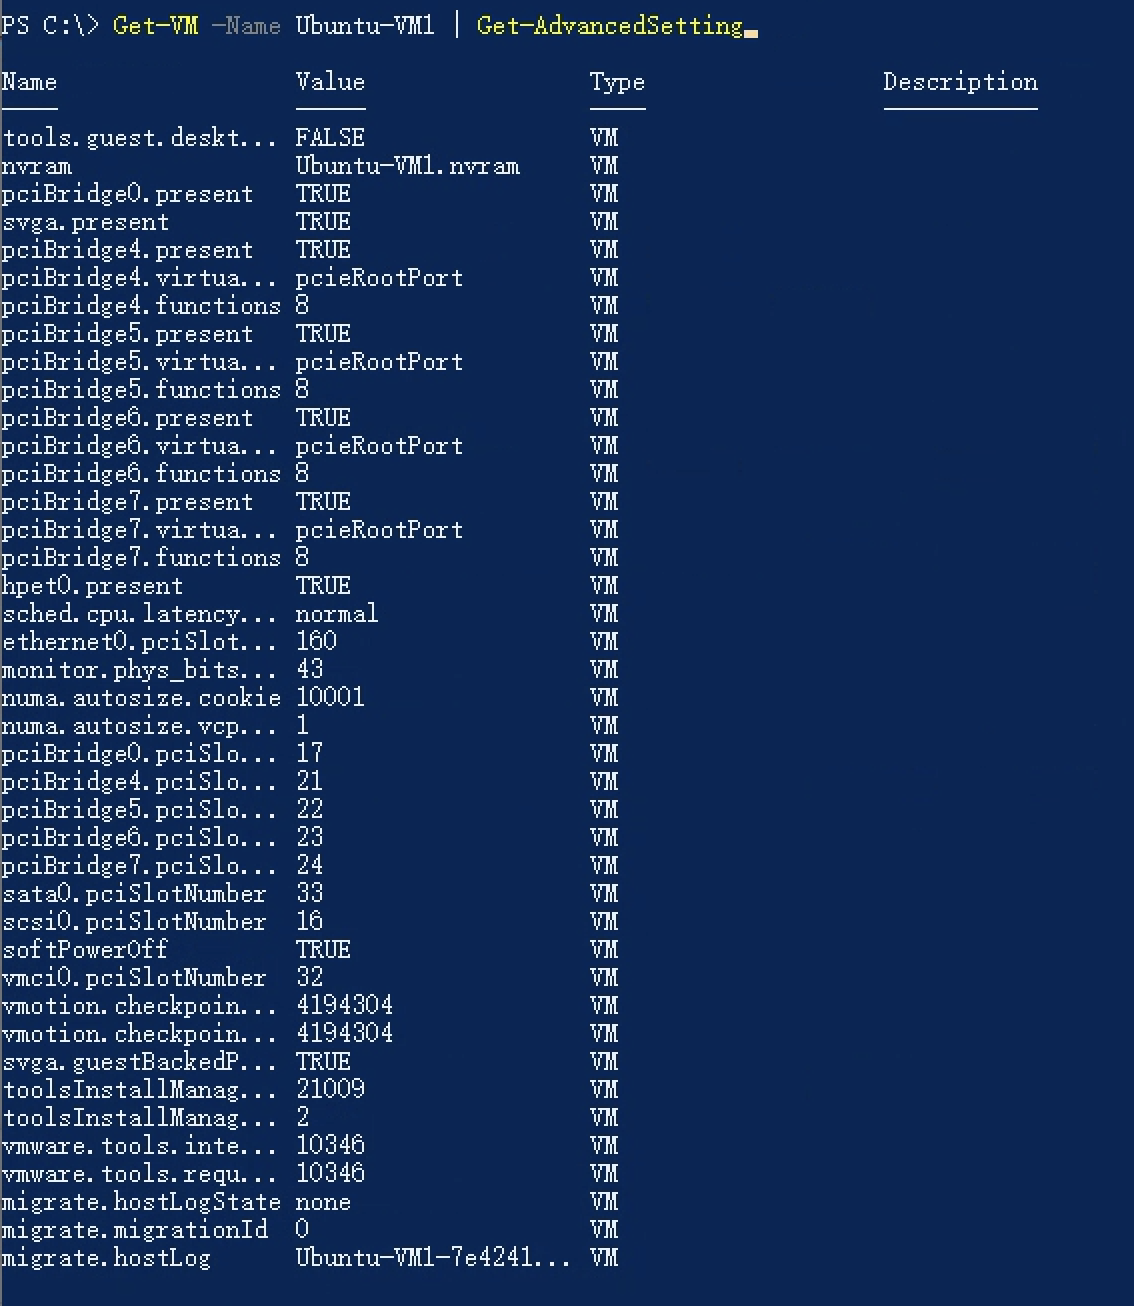 PS C:\> Get-VM -Name Ubuntu-VM1 | Get-AdvancedSetting
Name Value Type Description
tools.guest.deskt... FALSE VM
nvram Ubuntu-VM1.nvram VM
pciBridge0.present TRUE VM
svga.present TRUE VM
pciBridge4.present TRUE VM
pciBridge4.virtua... pcieRootPort VM
pciBridge4.functions 8 VM
pciBridge5.present TRUE VM
pciBridge5.virtua... pcieRootPort VM
pciBridge5.functions 8 VM
pciBridge6.present TRUE VM
pciBridge6.virtua... pcieRootPort VM
pciBridge6.functions 8 VM
pciBridge7.present TRUE VM
pciBridge7.virtua... pcieRootPort VM
pciBridge7.functions 8 VM
hpet0.present TRUE VM
sched.cpu.latency... normal VM
ethernet0.pciSlot... 160 VM
monitor.phys_bits... 43 VM
numa.autosize.cookie 10001 VM
numa.autosize.vcp... 1 VM
pciBridge0.pciSlo... 17 VM
pciBridge4.pciSlo... 21 VM
pciBridge5.pciSlo... 22 VM
pciBridge6.pciSlo... 23 VM
pciBridge7.pciSlo... 24 VM
sata0.pciSlotNumber 33 VM
scsi0.pciSlotNumber 16 VM
softPowerOff TRUE VM
vmci0.pciSlotNumber 32 VM
vmotion.checkpoin... 4194304 VM
vmotion.checkpoin... 4194304 VM
svga.guestBackedP... TRUE VM
toolsInstallManag... 21009 VM
toolsInstallManag... 2 VM
vmware.tools.inte... 10346 VM
vmware.tools.requ... 10346 VM
migrate.hostLogState none VM
migrate.migrationId 0 VM
migrate.hostLog Ubuntu-VM1-7e4241... VM